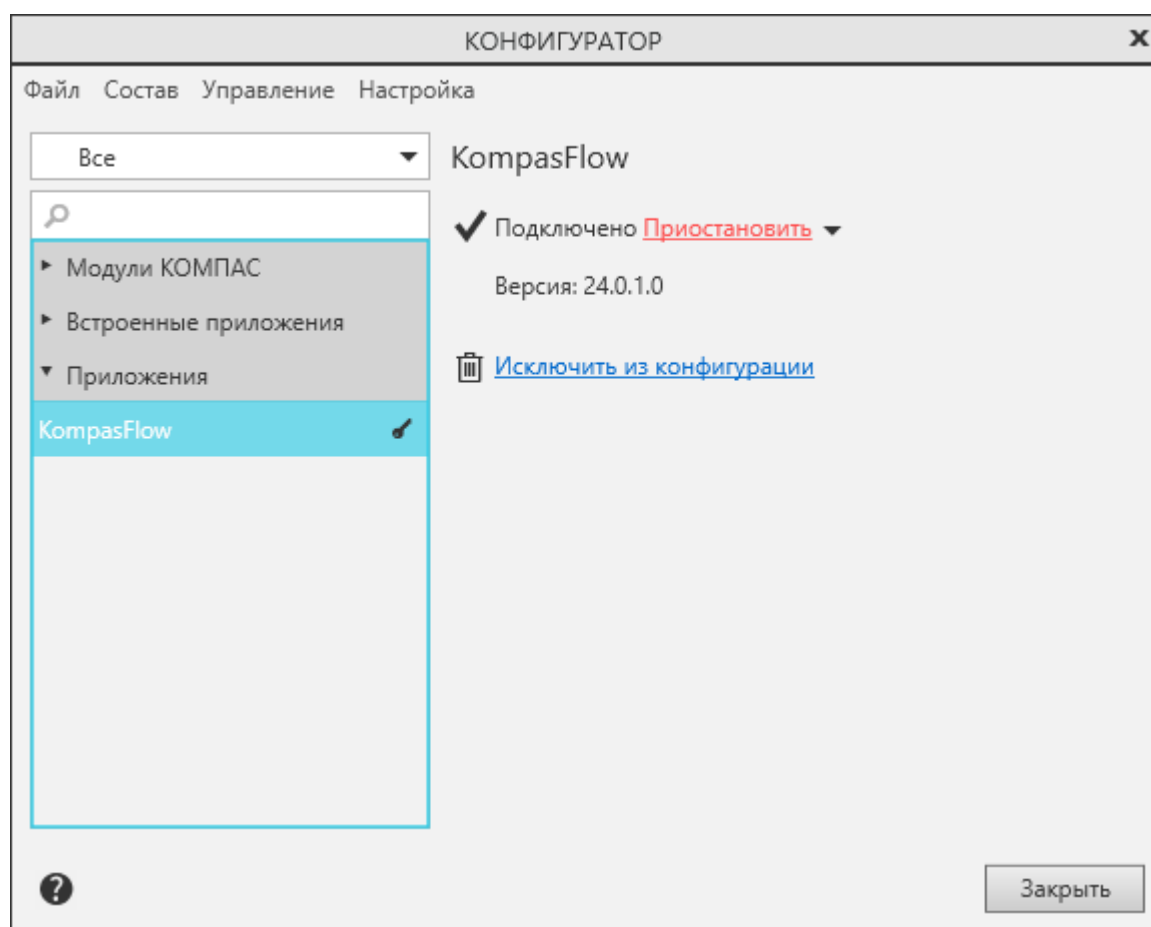 КОНФИГУРАТОР
Файл Состав Управление Настройка
Все
KompasFlow
Подключено Приостановить
Модули КОМПАС
Версия: 24.0.1.0
Встроенные приложения
Приложения
Исключить из конфигурации
KompasFlow
Закрыть